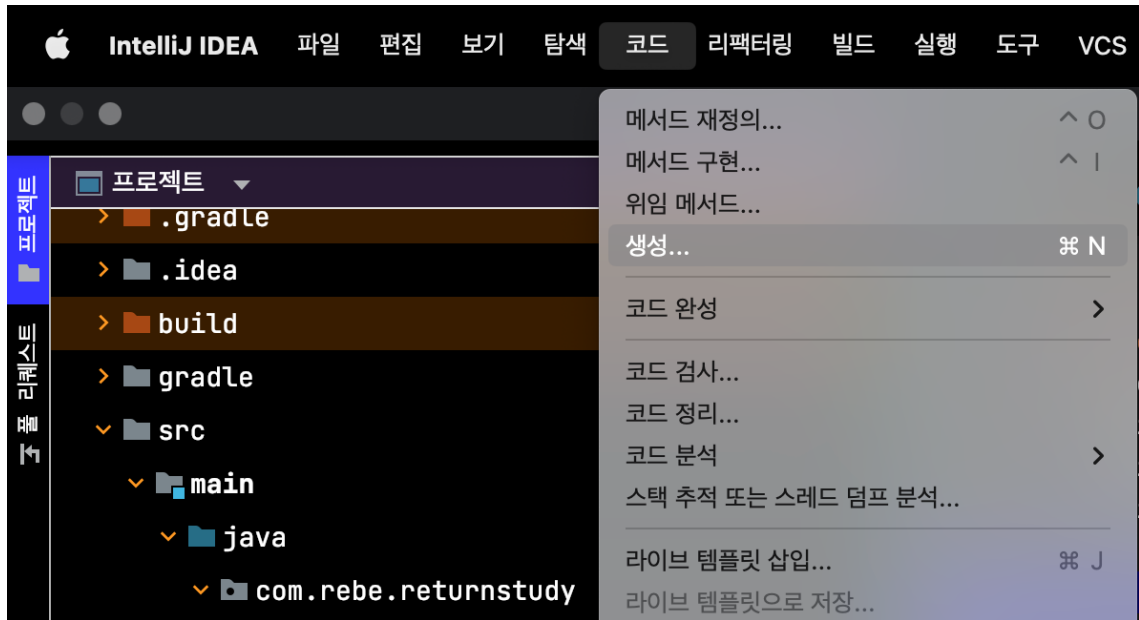 IntelliJ IDEA 파일 편집 보기 탐색 코드 리팩터링 빌드 실행 도구 VCS
프로젝트
풀 리퀘스트
프로젝트
.gradle
.idea
build
gradle
src
main
java
com.rebe.returnstudy
메서드 재정의... ^ O
메서드 구현... ^ I
위임 메서드...
생성... ⌘ N
코드 완성
코드 검사...
코드 정리...
코드 분석
스택 추적 또는 스레드 덤프 분석...
라이브 템플릿 삽입... ⌘ J
라이브 템플릿으로 저장...